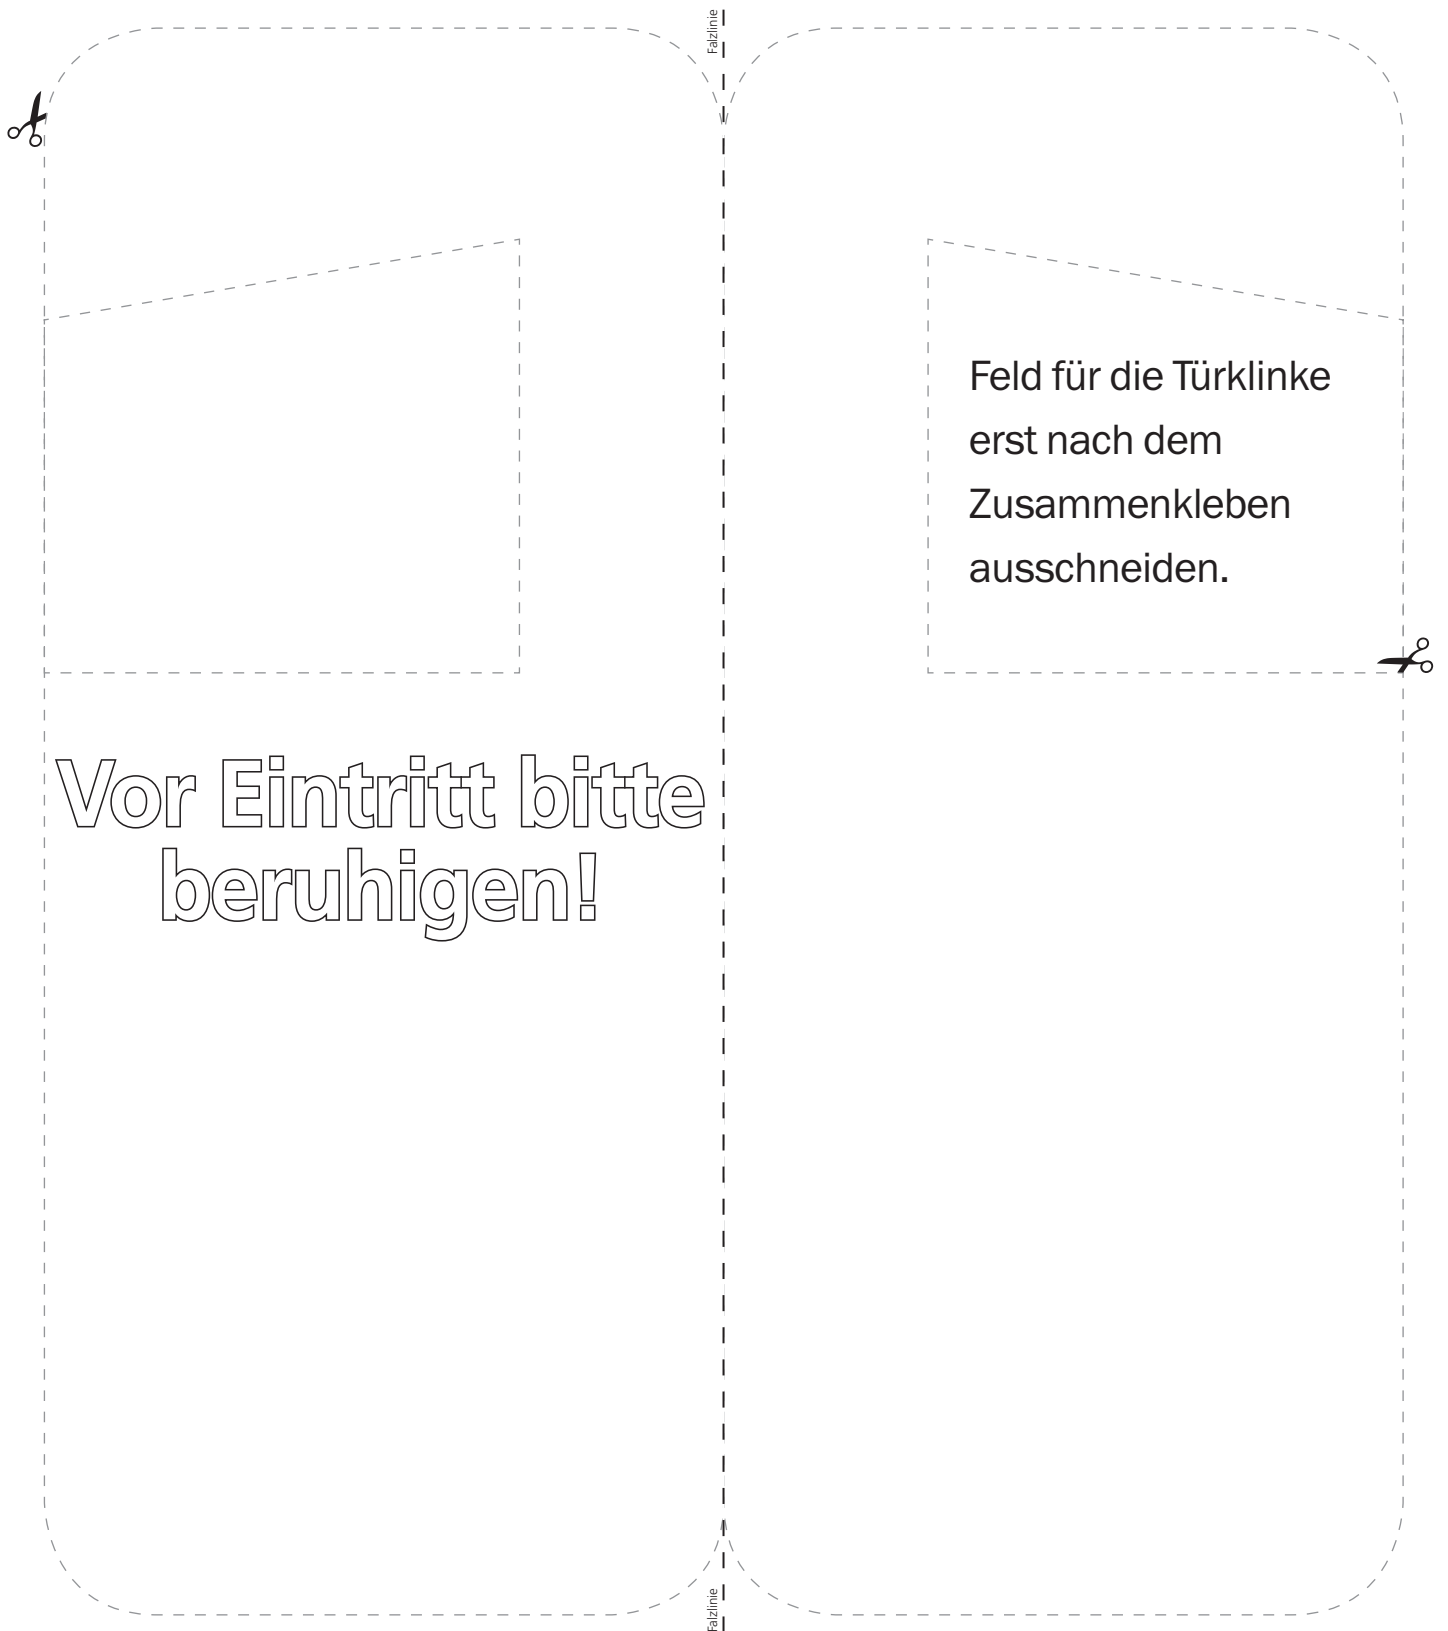 Falzlinie
Feld für die Türklinke
erst nach dem
Zusammenkleben
ausschneiden.
Vor Eintritt bitte
beruhigen!
Falzlinie